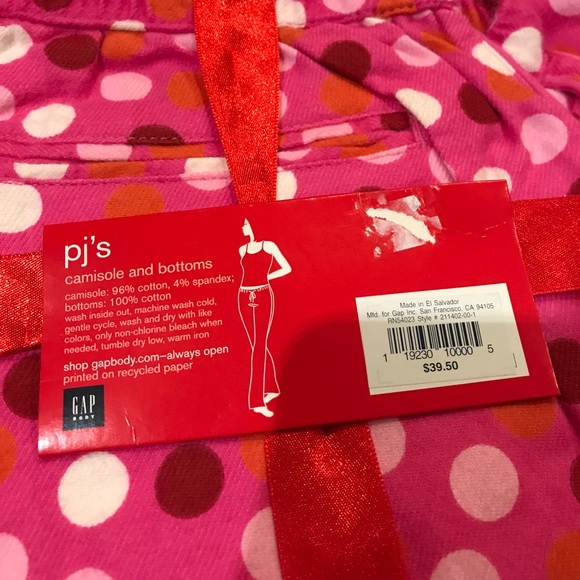 pj's
camisole and bottoms
camisole: 96% cotton, 4% spandex;
bottoms: 100% cotton
wash inside out, machine wash cold,
gentle cycle, wash and dry with like
colors, only non-chlorine bleach when
needed, tumble dry low, warm iron
shop gapbody.com—always open
printed on recycled paper
GAP
BODY
Made in El Salvador
Mfd. for Gap Inc. San Francisco, CA 94105
RN54023 Style # 211402-00-1
1 19230 10000 5
$39.50